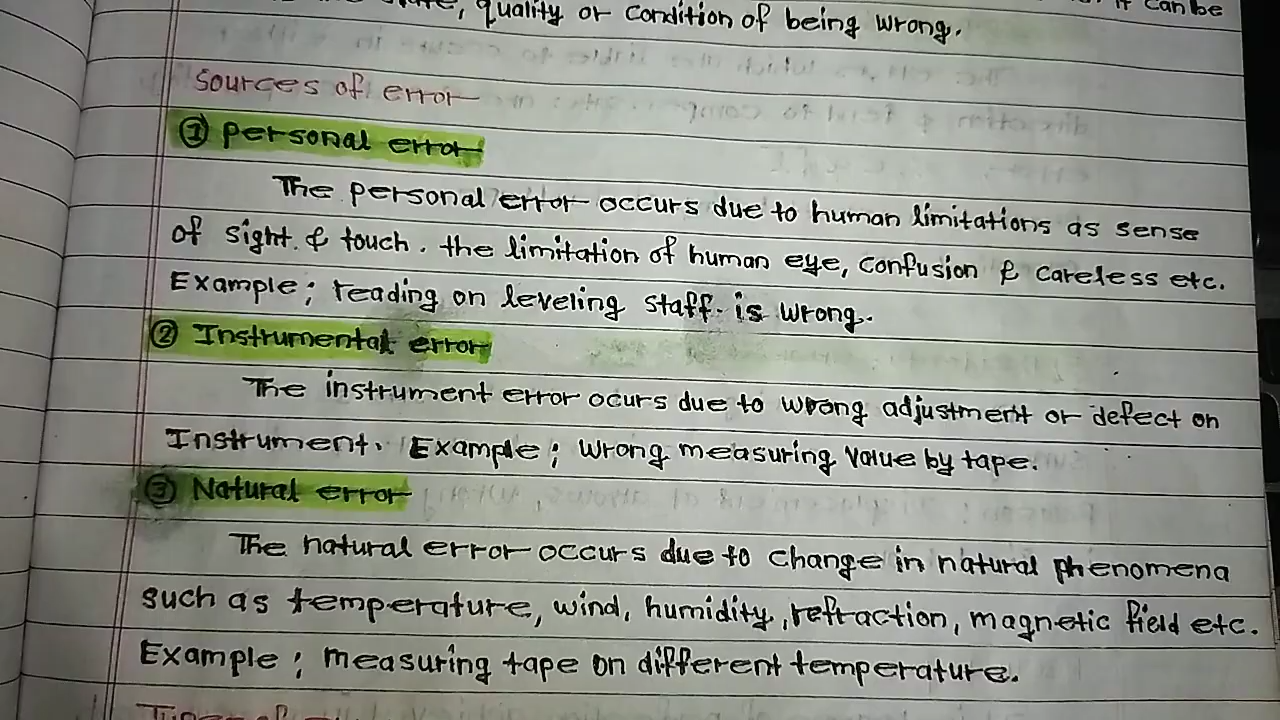 it can be
state, quality or condition of being wrong.
Sources of error
① personal error
The personal error occurs due to human limitations as sense
of sight & touch. the limitation of human eye, confusion & careless etc.
Example; reading on leveling staff is wrong.
② Instrumental error
The instrument error ocurs due to wrong adjustment or defect on
Instrument. Example; wrong measuring value by tape.
③ Natural error
The natural error occurs due to change in natural phenomena
such as temperature, wind, humidity, refraction, magnetic field etc.
Example; measuring tape on different temperature.